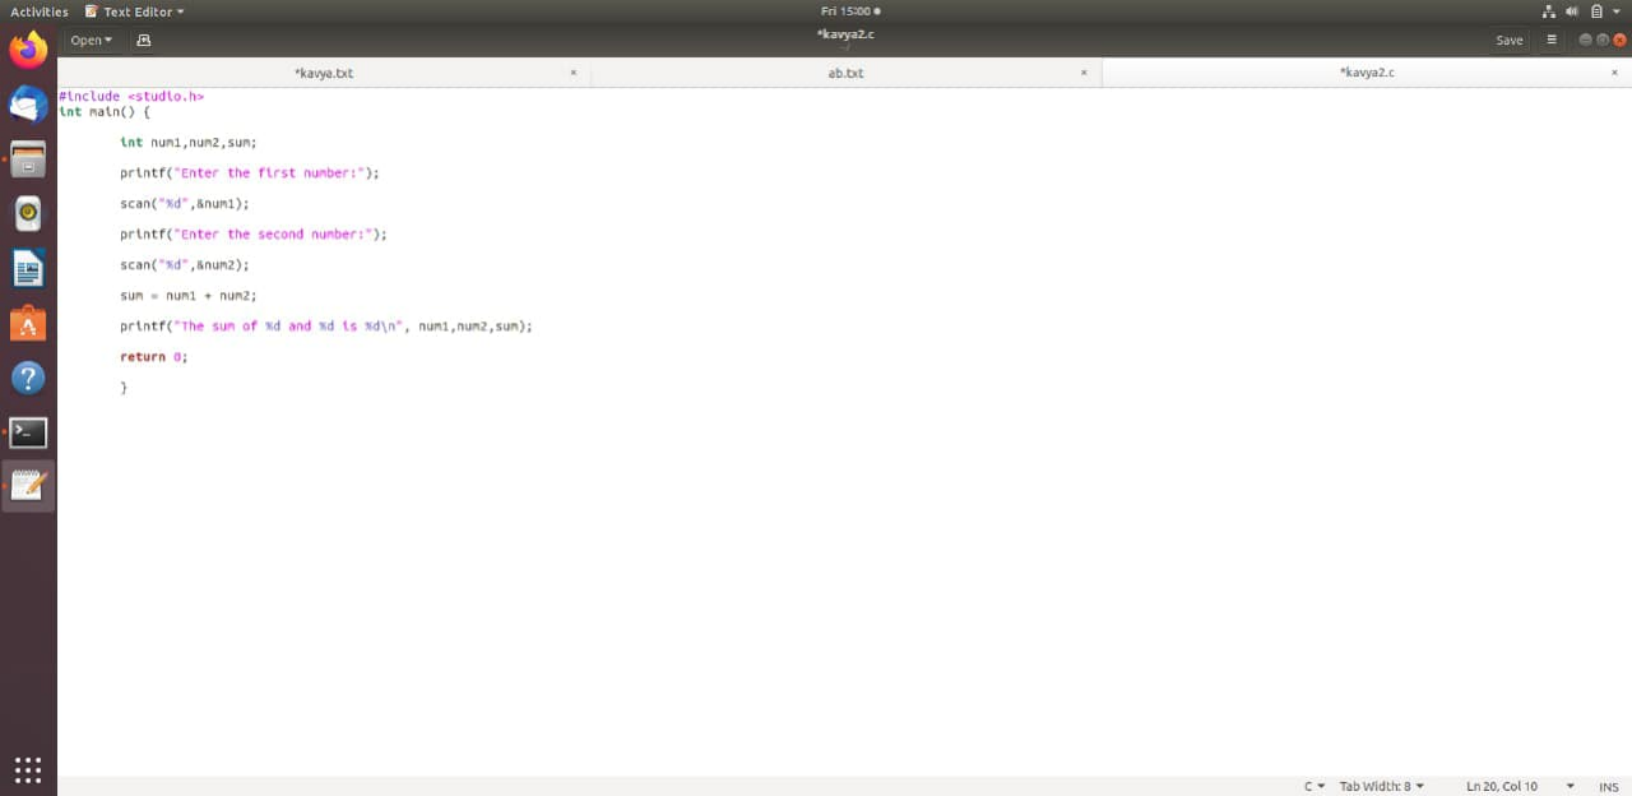 Activities Text Editor Fri 15:00
Open *kavya2.c Save
~/
*kavya.txt × ab.txt × *kavya2.c ×
#include <studio.h>
int main() {
int num1,num2,sum;
printf("Enter the first number:");
scan("%d",&num1);
printf("Enter the second number:");
scan("%d",&num2);
sum = num1 + num2;
printf("The sum of %d and %d is %d\n", num1,num2,sum);
return 0;
}
C Tab Width: 8 Ln 20, Col 10 INS